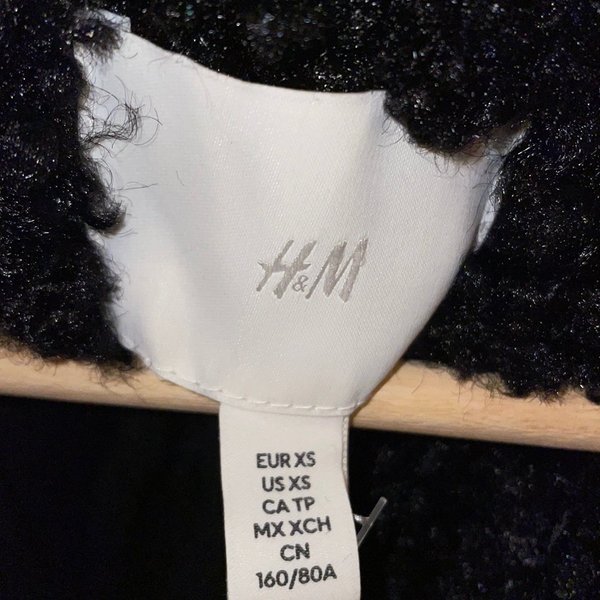 H&M
EUR XS
US XS
CA TP
MX XCH
CN
160/80A